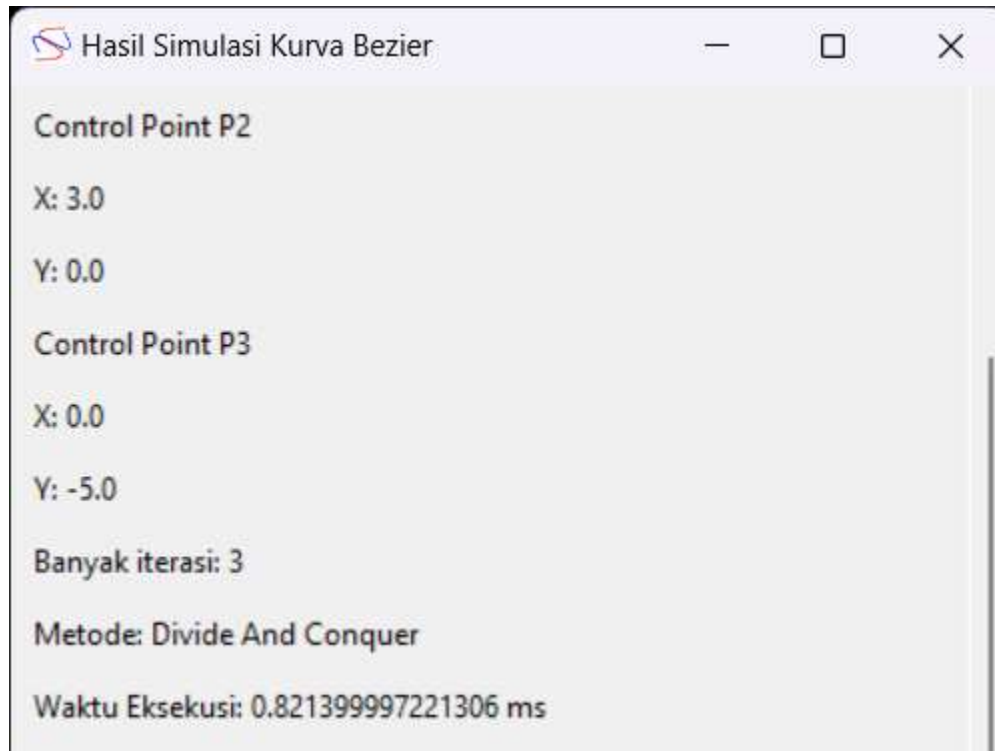 Hasil Simulasi Kurva Bezier
Control Point P2
X: 3.0
Y: 0.0
Control Point P3
X: 0.0
Y: -5.0
Banyak iterasi: 3
Metode: Divide And Conquer
Waktu Eksekusi: 0.821399997221306 ms